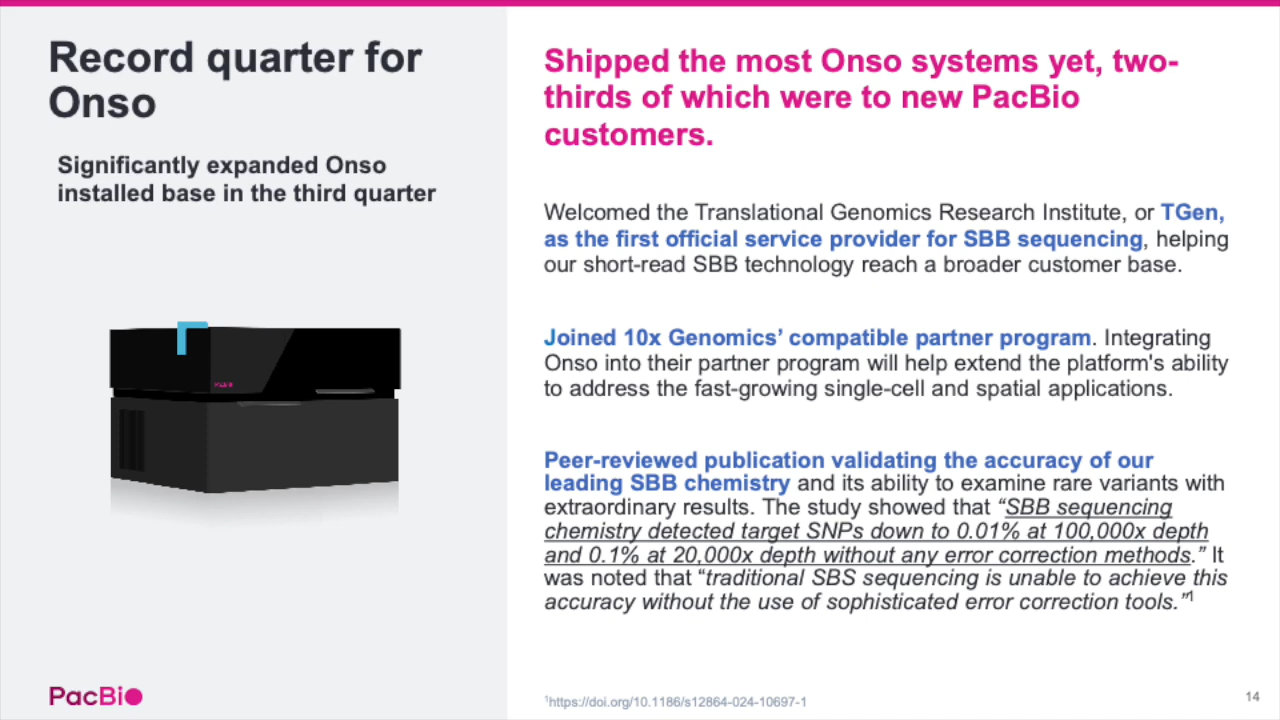 Record quarter for
Onso
Significantly expanded Onso
installed base in the third quarter
PacBio
Shipped the most Onso systems yet, two-
thirds of which were to new PacBio
customers.
Welcomed the Translational Genomics Research Institute, or TGen,
as the first official service provider for SBB sequencing, helping
our short-read SBB technology reach a broader customer base.
Joined 10x Genomics’ compatible partner program. Integrating
Onso into their partner program will help extend the platform's ability
to address the fast-growing single-cell and spatial applications.
Peer-reviewed publication validating the accuracy of our
leading SBB chemistry and its ability to examine rare variants with
extraordinary results. The study showed that “SBB sequencing
chemistry detected target SNPs down to 0.01% at 100,000x depth
and 0.1% at 20,000x depth without any error correction methods.” It
was noted that “traditional SBS sequencing is unable to achieve this
accuracy without the use of sophisticated error correction tools.”1
1https://doi.org/10.1186/s12864-024-10697-1
14